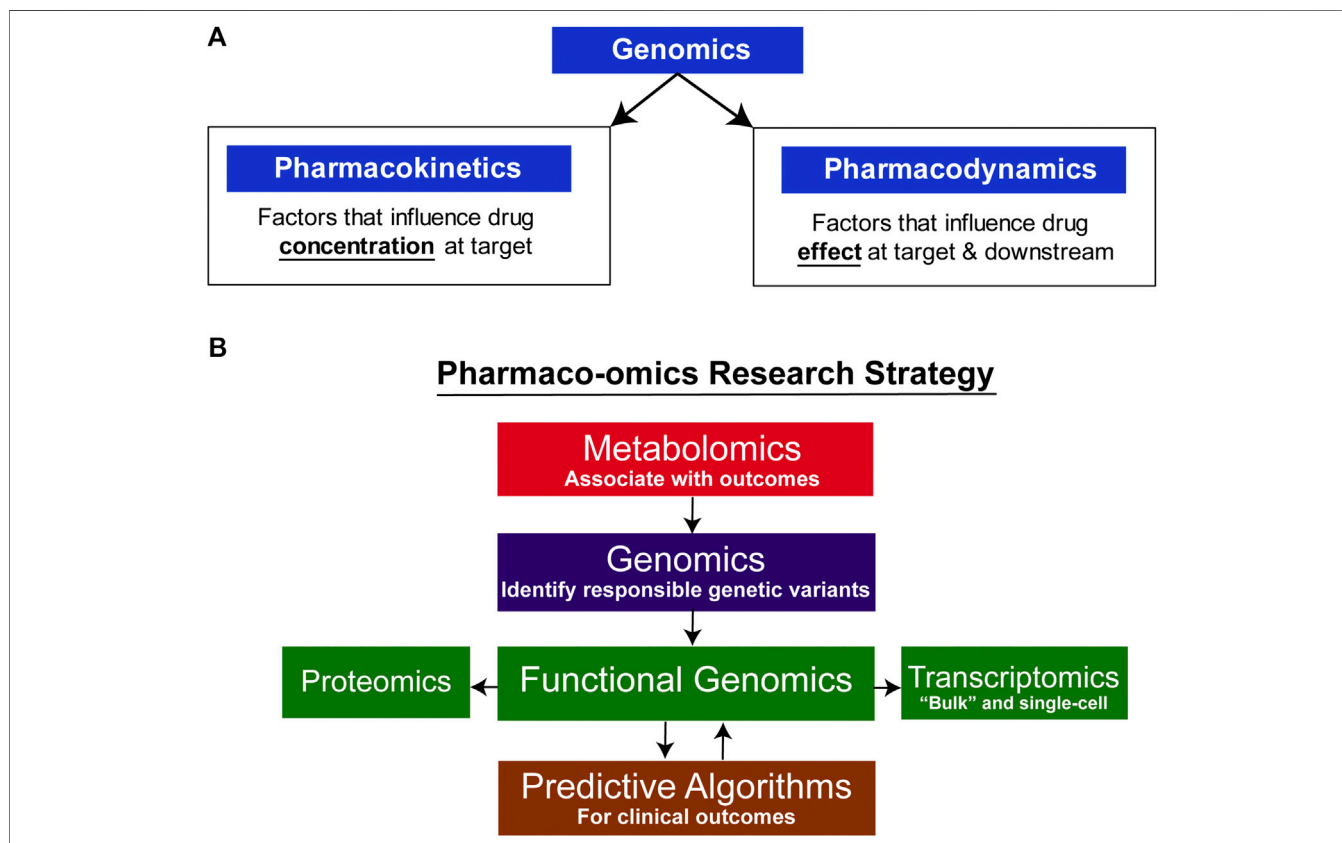 A
Genomics
Pharmacokinetics
Factors that influence drug
concentration at target
Pharmacodynamics
Factors that influence drug
effect at target & downstream
B
Pharmaco-omics Research Strategy
Metabolomics
Associate with outcomes
Genomics
Identify responsible genetic variants
Proteomics
Functional Genomics
Transcriptomics
“Bulk” and single-cell
Predictive Algorithms
For clinical outcomes